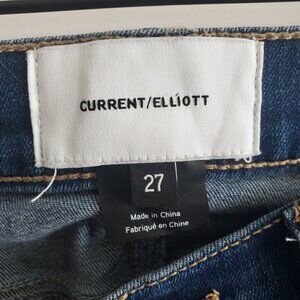 CURRENT/ELLIOTT
27
Made in China
Fabriqué en Chine